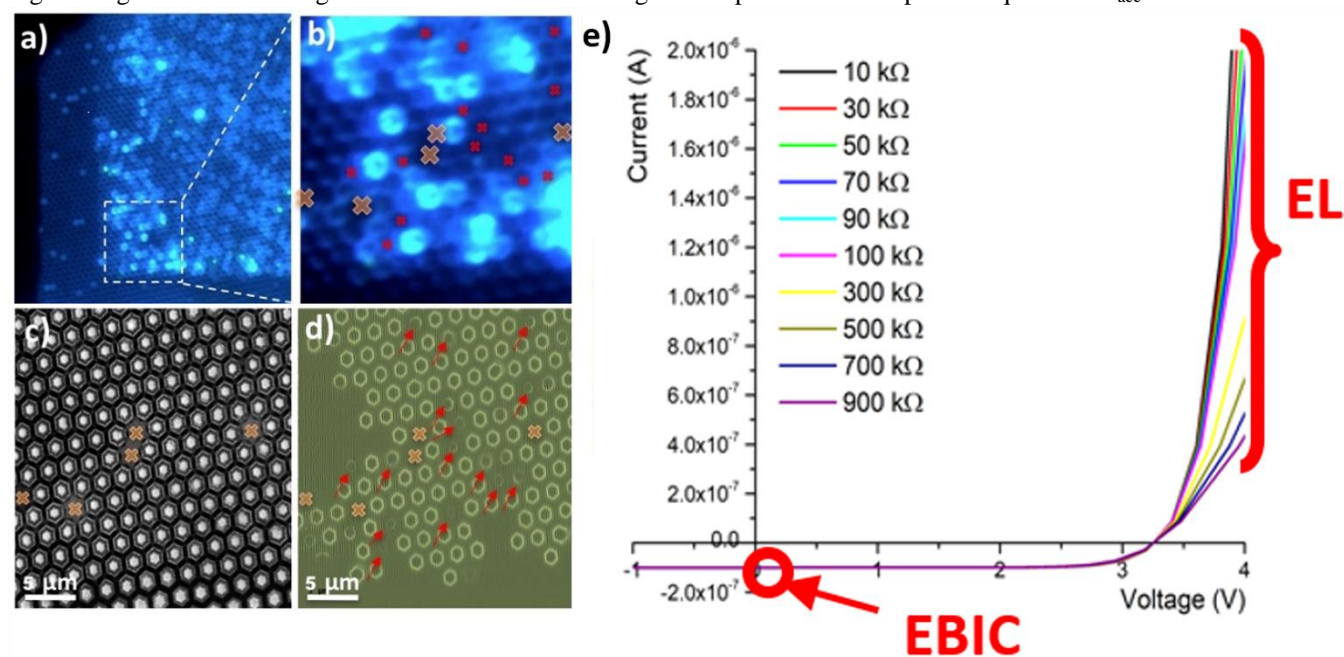 a)
b)
c)
5 μm
d)
5 μm
e)
Current (A)
2.0x10⁻⁶
1.8x10⁻⁶
1.6x10⁻⁶
1.4x10⁻⁶
1.2x10⁻⁶
1.0x10⁻⁶
8.0x10⁻⁷
6.0x10⁻⁷
4.0x10⁻⁷
2.0x10⁻⁷
0.0
-2.0x10⁻⁷
10 kΩ
30 kΩ
50 kΩ
70 kΩ
90 kΩ
100 kΩ
300 kΩ
500 kΩ
700 kΩ
900 kΩ
EL
-1 0 1 2 3 4
Voltage (V)
EBIC